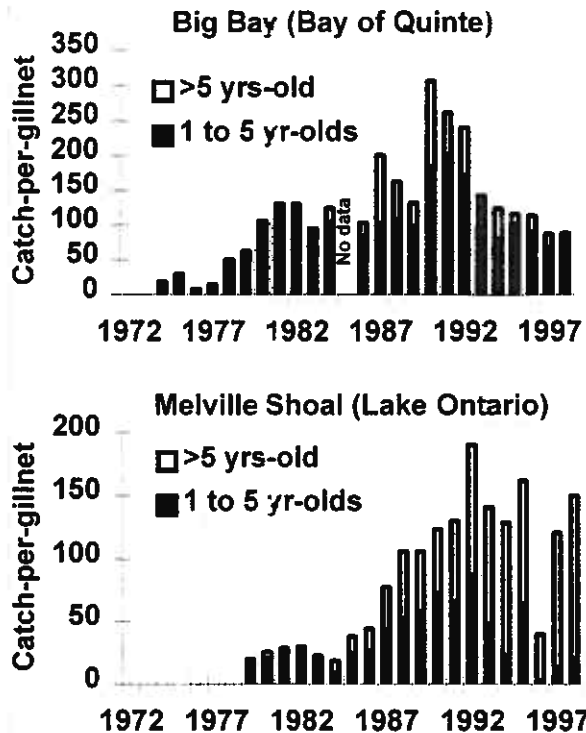 Big Bay (Bay of Quinte)
350
300
250
200
150
100
50
0
Catch-per-gillnet
>5 yrs-old
1 to 5 yr-olds
No data
1972 1977 1982 1987 1992 1997
Melville Shoal (Lake Ontario)
200
150
100
50
0
Catch-per-gillnet
>5 yrs-old
1 to 5 yr-olds
1972 1977 1982 1987 1992 1997